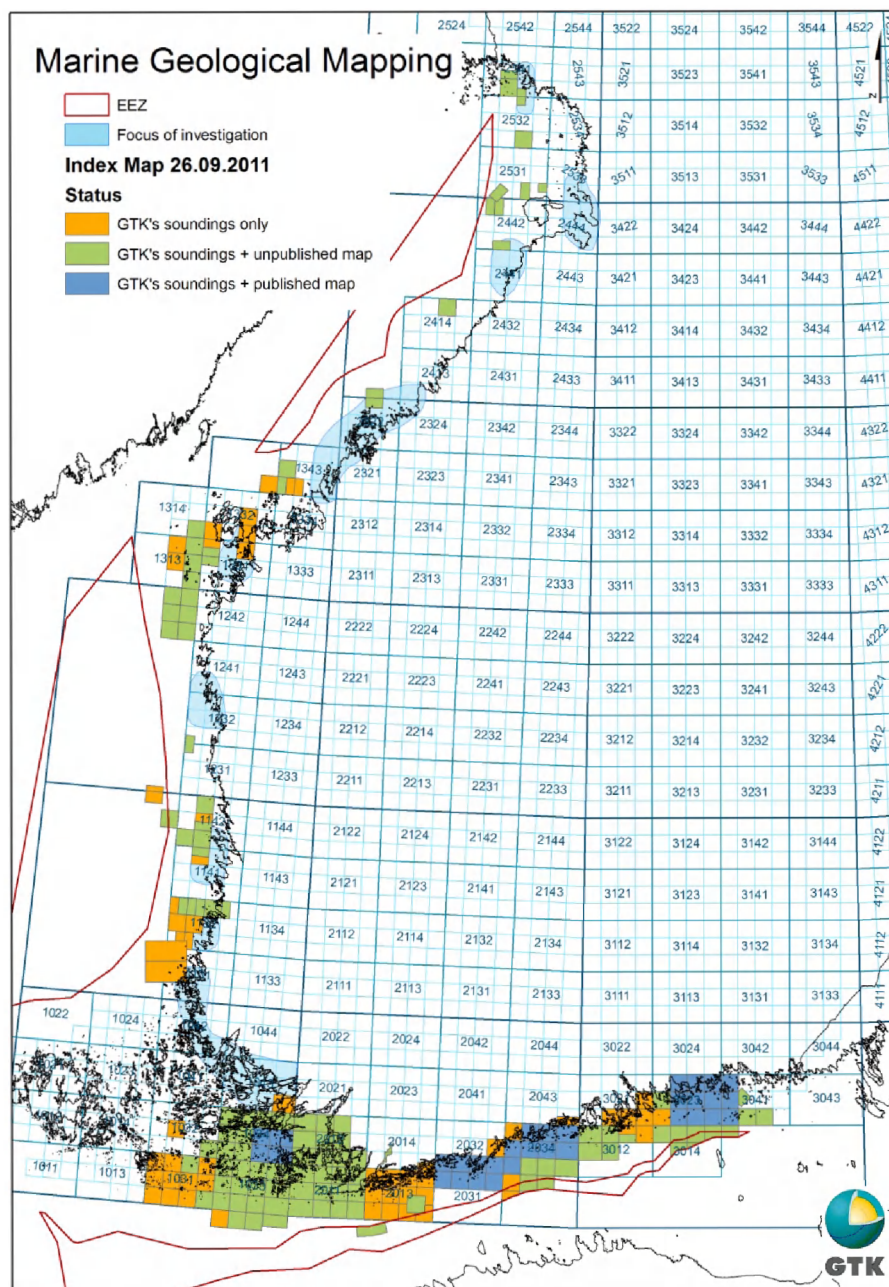 Marine Geological Mapping
EEZ
Focus of investigation
Index Map 26.09.2011
Status
GTK's soundings only
GTK's soundings + unpublished map
GTK's soundings + published map
2524 2542 2544 3522 3524 3542 3544 4522
2543 3521 3523 3541 3543 4521
2532 2534 3512 3514 3532 3534 4512
2531 3511 3513 3531 3533 4511
2442 2444 3422 3424 3442 3444 4422
2443 3421 3423 3441 3443 4421
2414 2432 2434 3412 3414 3432 3434 4412
2413 2431 2433 3411 3413 3431 3433 4411
2324 2342 2344 3322 3324 3342 3344 4322
1343 2321 2323 2341 2343 3321 3323 3341 3343 4321
1314 2312 2314 2332 2334 3312 3314 3332 3334 4312
1313 1333 2311 2313 2331 2333 3311 3313 3331 3333 4311
1242 1244 2222 2224 2242 2244 3222 3224 3242 3244 4222
1241 1243 2221 2223 2241 2243 3221 3223 3241 3243 4221
1232 1234 2212 2214 2232 2234 3212 3214 3232 3234 4212
1231 1233 2211 2213 2231 2233 3211 3213 3231 3233 4211
1144 2122 2124 2142 2144 3122 3124 3142 3144 4122
1143 2121 2123 2141 2143 3121 3123 3141 3143 4121
1134 2112 2114 2132 2134 3112 3114 3132 3134 4112
1133 2111 2113 2131 2133 3111 3113 3131 3133 4111
1022 1024 1044 2022 2024 2042 2044 3022 3024 3042 3044
2021 2023 2041 2043 3041 3043
2014 2032 2034 3012 3014
1011 1013 1031 2013 2031
GTK